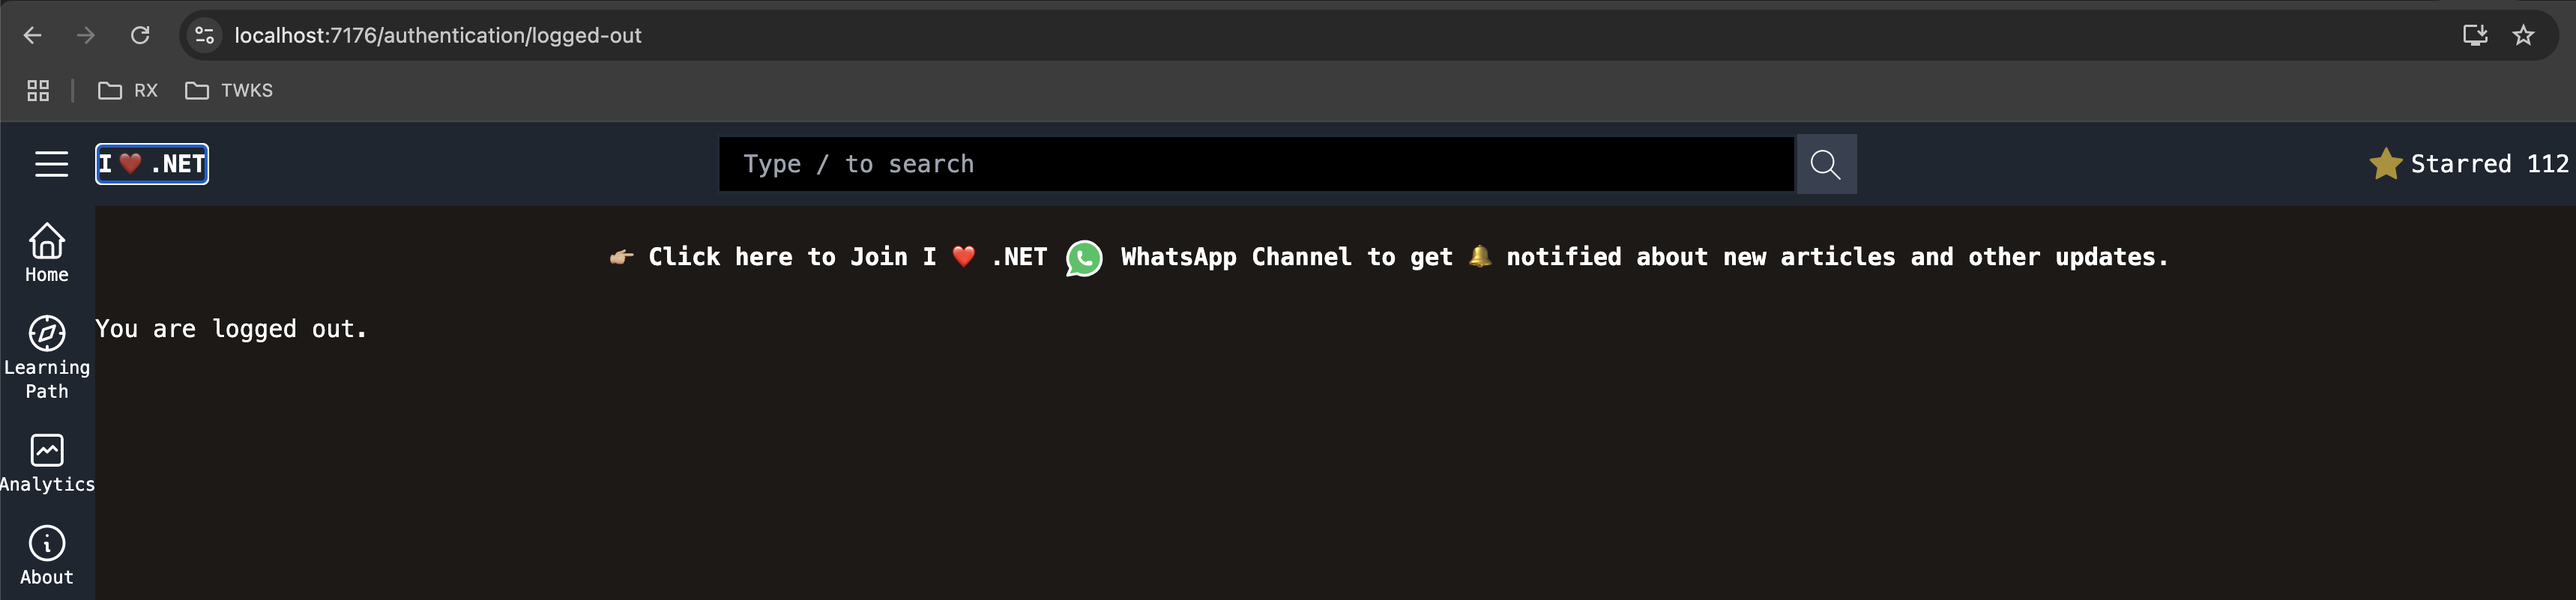 localhost:7176/authentication/logged-out
RX TWKS
I ❤️ .NET Type / to search Starred 112
Home
👉🏼 Click here to Join I ❤️ .NET WhatsApp Channel to get 🔔 notified about new articles and other updates.
You are logged out.
Learning
Path
Analytics
About